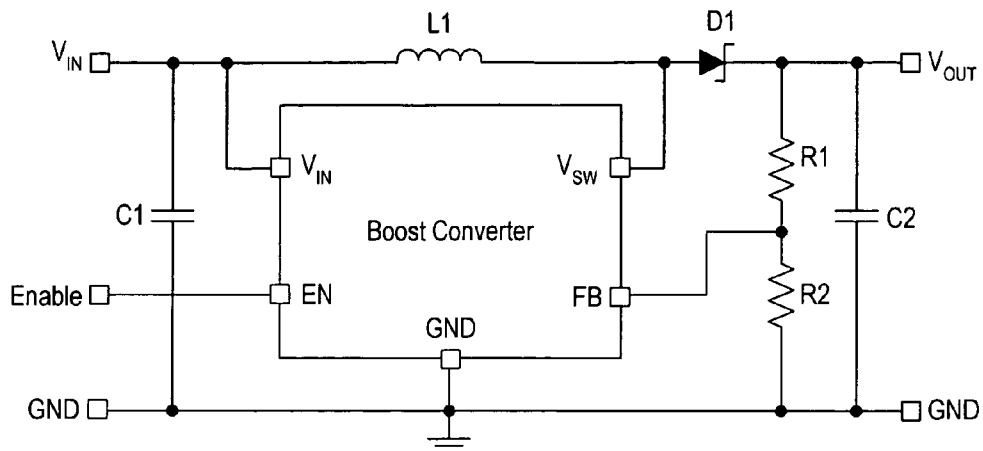 L1
D1
VIN
VOUT
VIN
VSW
R1
C1
Boost Converter
C2
Enable
EN
FB
R2
GND
GND
GND